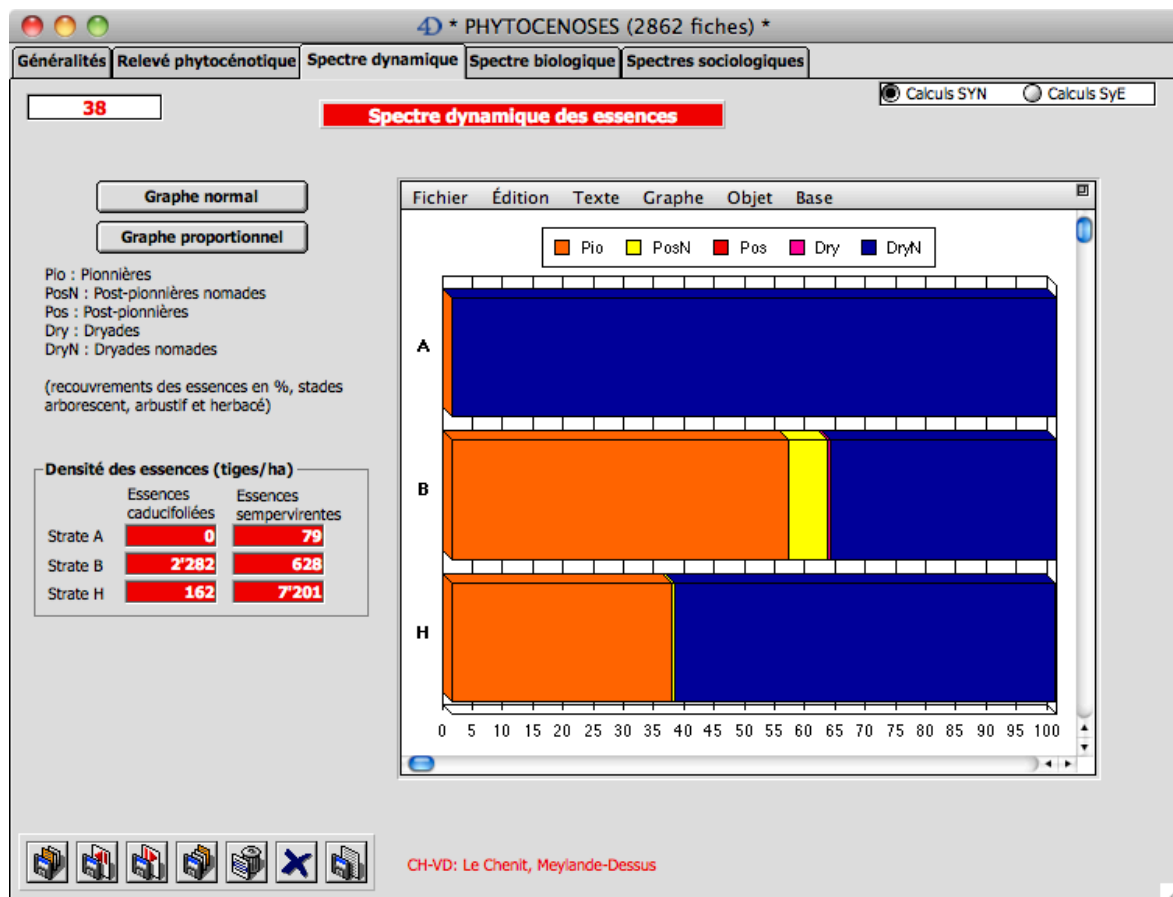 4D * PHYTOCENOSES (2862 fiches) *
Généralités Relevé phytocénotique Spectre dynamique Spectre biologique Spectres sociologiques
Calculs SYN Calculs SyE
38
Spectre dynamique des essences
Graphe normal
Graphe proportionnel
Pio : Pionnières
PosN : Post-pionnières nomades
Pos : Post-pionnières
Dry : Dryades
DryN : Dryades nomades
(recouvrements des essences en %, stades
arborescent, arbustif et herbacé)
Densité des essences (tiges/ha)
Essences Essences
caducifoliées sempervirentes
Strate A 0 79
Strate B 2'282 628
Strate H 162 7'201
Fichier Édition Texte Graphe Objet Base
Pio PosN Pos Dry DryN
A
B
H
0 5 10 15 20 25 30 35 40 45 50 55 60 65 70 75 80 85 90 95 100
CH-VD: Le Chenit, Meylande-Dessus